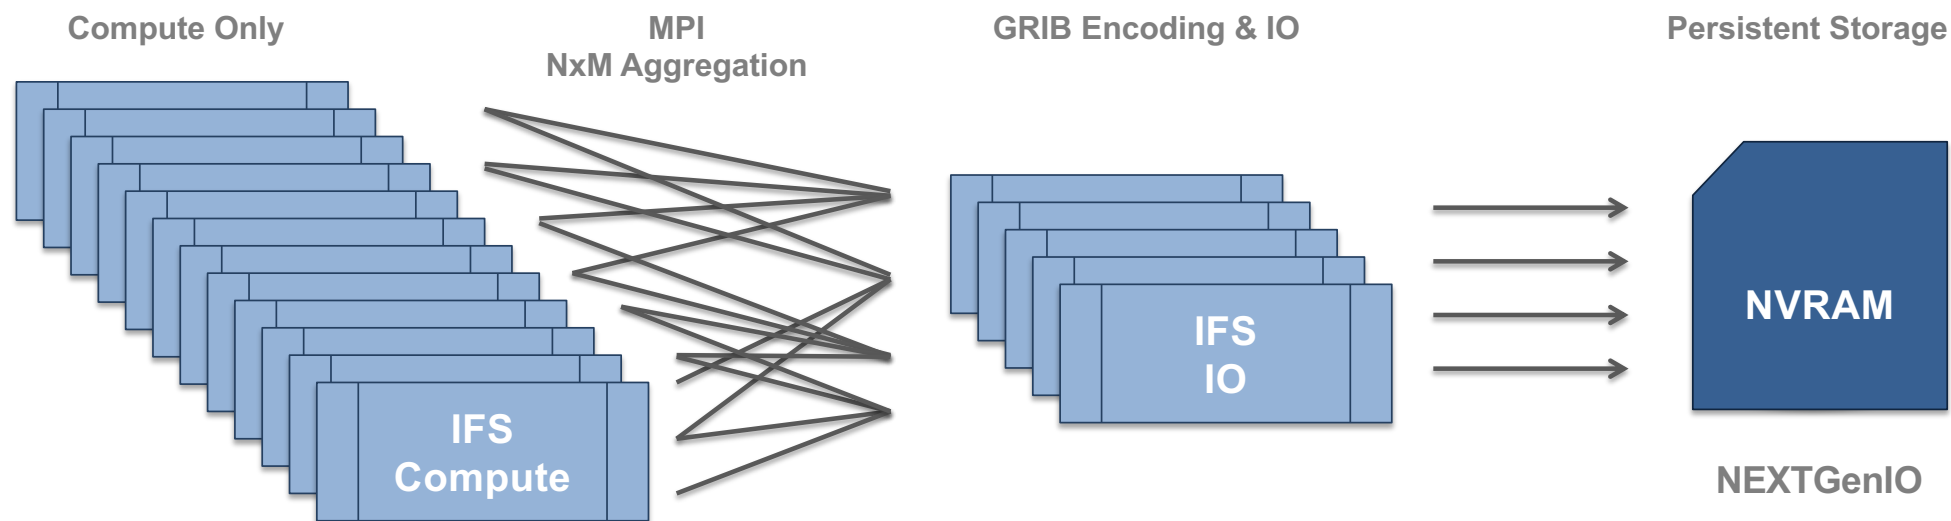 Compute Only
MPI
NxM Aggregation
GRIB Encoding & IO
Persistent Storage
IFS
Compute
IFS
IO
NVRAM
NEXTGenIO